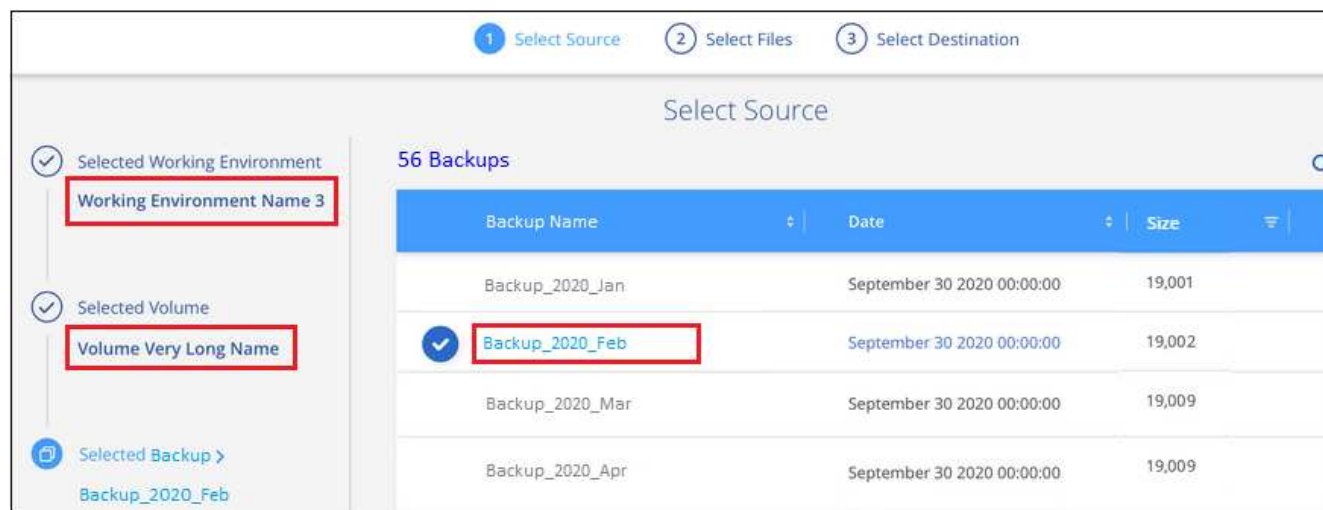 1 Select Source 2 Select Files 3 Select Destination
Select Source
Selected Working Environment
Working Environment Name 3
Selected Volume
Volume Very Long Name
Selected Backup >
Backup_2020_Feb
56 Backups
Backup Name Date Size
Backup_2020_Jan September 30 2020 00:00:00 19,001
Backup_2020_Feb September 30 2020 00:00:00 19,002
Backup_2020_Mar September 30 2020 00:00:00 19,009
Backup_2020_Apr September 30 2020 00:00:00 19,009